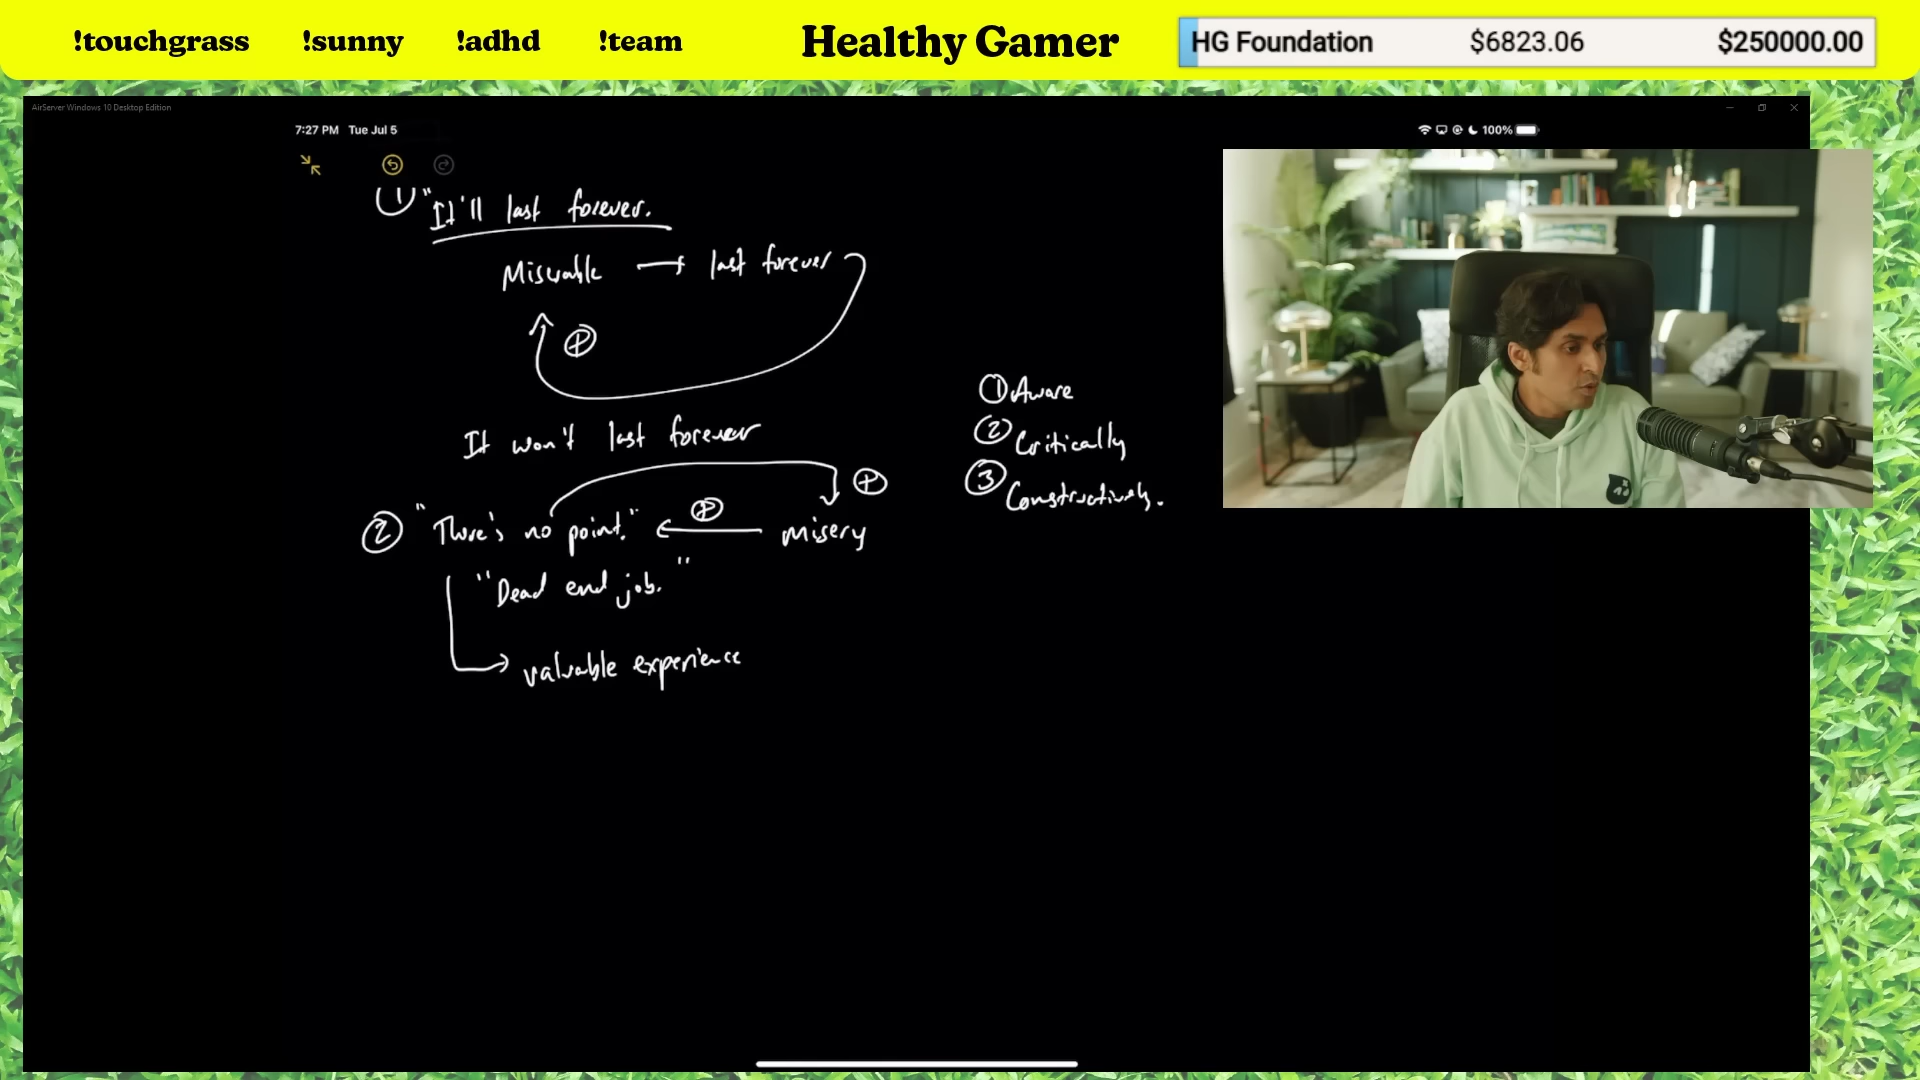 !touchgrass !sunny !adhd !team Healthy Gamer HG Foundation $6823.06 $250000.00
AirServer Windows 10 Desktop Edition
7:27 PM Tue Jul 5 100%
① "It'll last forever.
Miserable → last forever
⊕
It won't last forever
① Aware
② Critically
③ Constructively.
⊕
② "There's no point." ← ⊕ misery
"Dead end job."
→ valuable experience